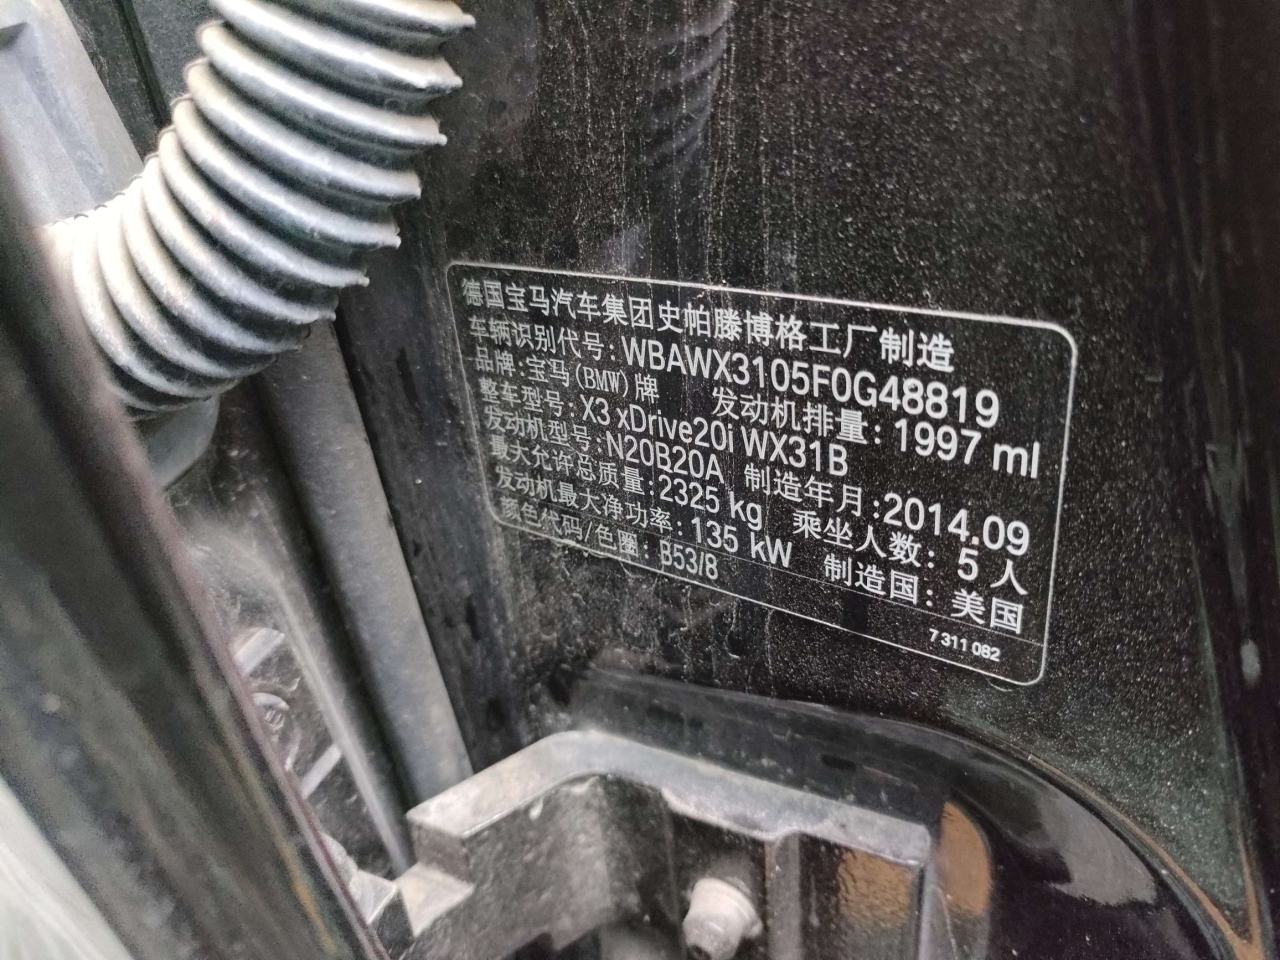 德国宝马汽车集团史帕滕博格工厂制造
车辆识别代号:WBAWX3105F0G48819
品牌:宝马(BMW)牌 发动机排量:1997 ml
整车型号:X3 xDrive20i WX31B
发动机型号:N20B20A 制造年月:2014.09
最大允许总质量:2325 kg 乘坐人数:5 人
发动机最大净功率:135 kW 制造国:美国
颜色代码/色圈:B53/8
7 311 082